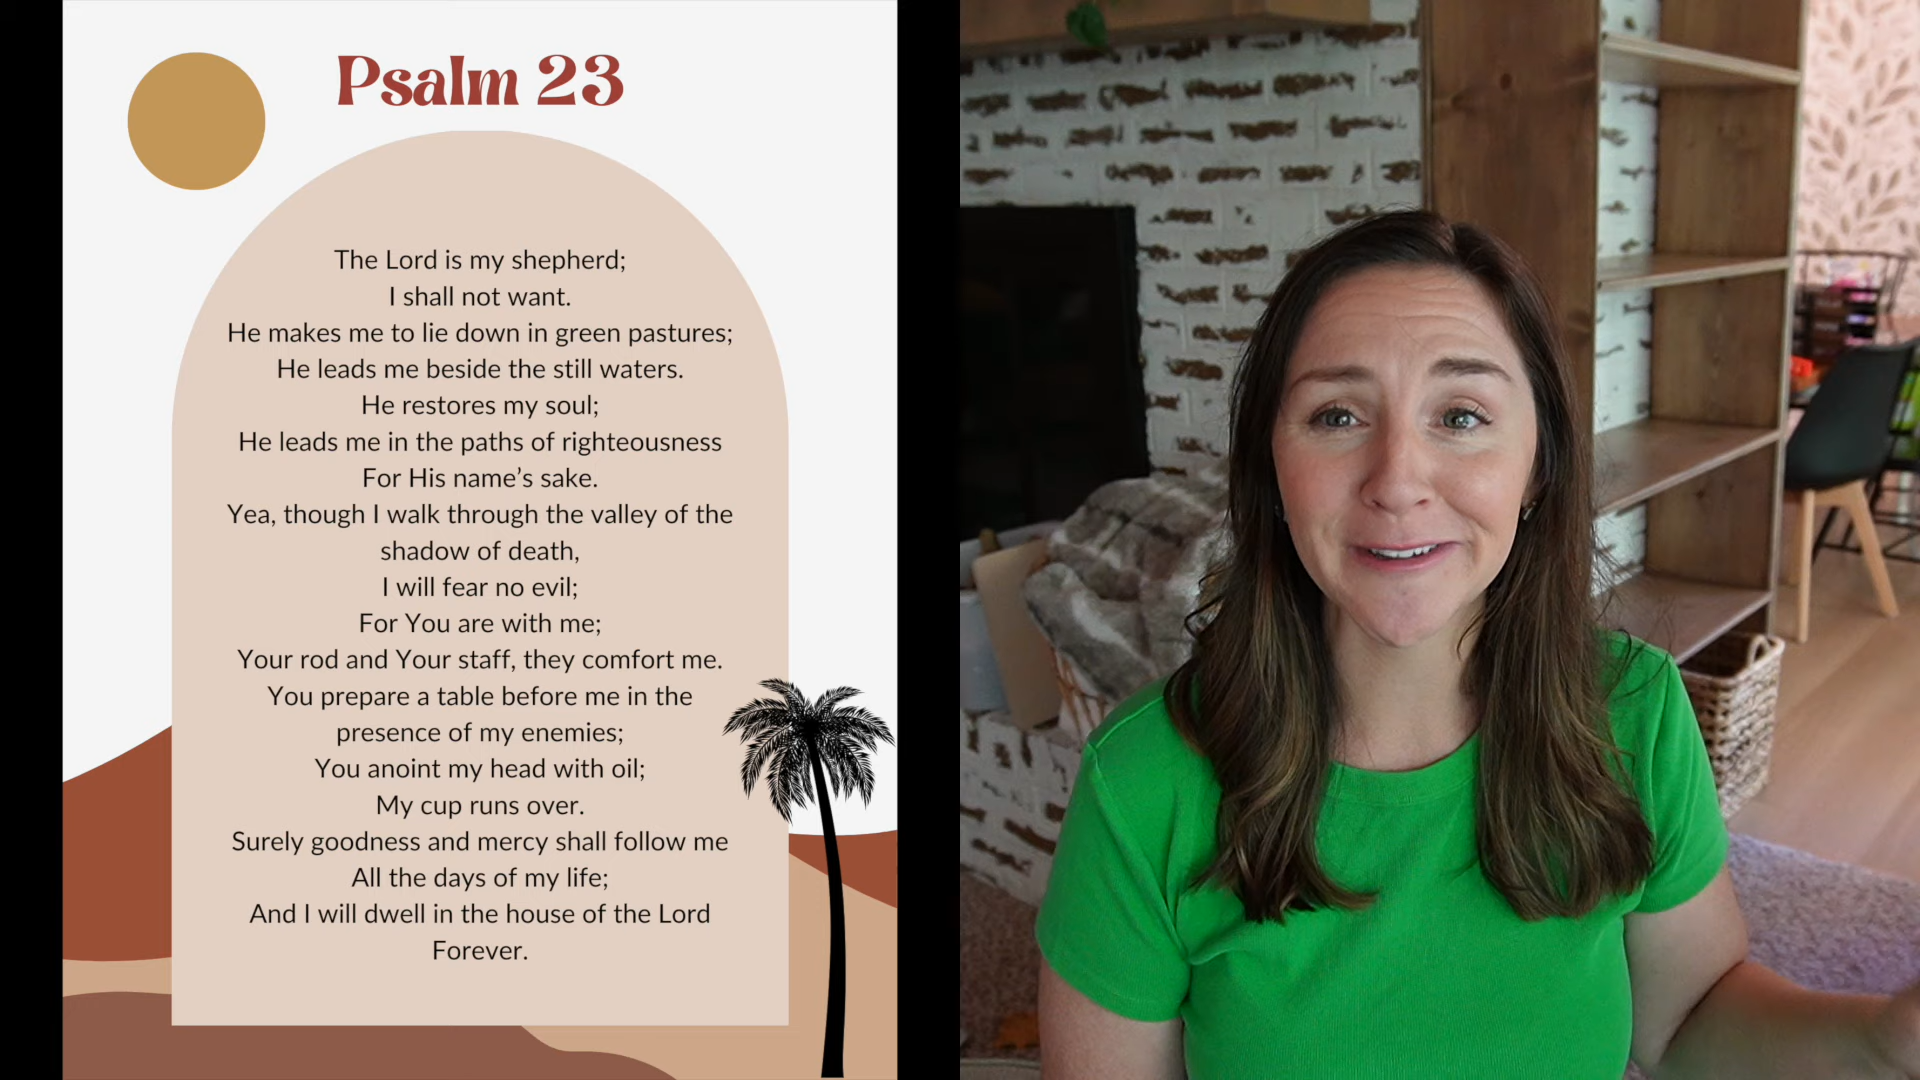 Psalm 23
The Lord is my shepherd;
I shall not want.
He makes me to lie down in green pastures;
He leads me beside the still waters.
He restores my soul;
He leads me in the paths of righteousness
For His name’s sake.
Yea, though I walk through the valley of the
shadow of death,
I will fear no evil;
For You are with me;
Your rod and Your staff, they comfort me.
You prepare a table before me in the
presence of my enemies;
You anoint my head with oil;
My cup runs over.
Surely goodness and mercy shall follow me
All the days of my life;
And I will dwell in the house of the Lord
Forever.